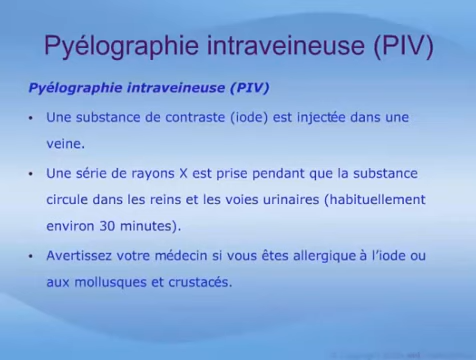 Pyélographie intraveineuse (PIV)
Pyélographie intraveineuse (PIV)
• Une substance de contraste (iode) est injectée dans une
veine.
• Une série de rayons X est prise pendant que la substance
circule dans les reins et les voies urinaires (habituellement
environ 30 minutes).
• Avertissez votre médecin si vous êtes allergique à l’iode ou
aux mollusques et crustacés.